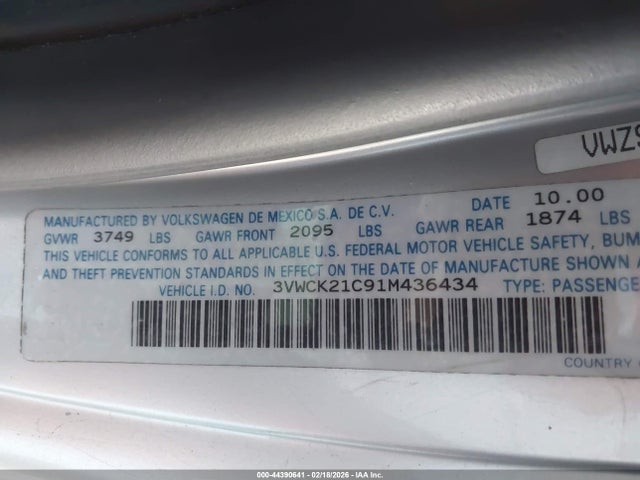 VWZ
DATE 10.00
MANUFACTURED BY VOLKSWAGEN DE MEXICO S.A. DE C.V.
GVWR 3749 LBS GAWR FRONT 2095 LBS GAWR REAR 1874 LBS
THIS VEHICLE CONFORMS TO ALL APPLICABLE U.S. FEDERAL MOTOR VEHICLE SAFETY, BUM
AND THEFT PREVENTION STANDARDS IN EFFECT ON THE DATE OF MANUFACTURE SHOWN A
VEHICLE I.D. NO. 3VWCK21C91M436434 TYPE: PASSENGE
COUNTRY
000-44390641 - 02/18/2026 - IAA Inc.